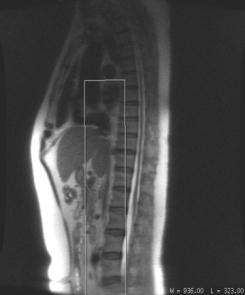 W = 936.00 L = 323.00